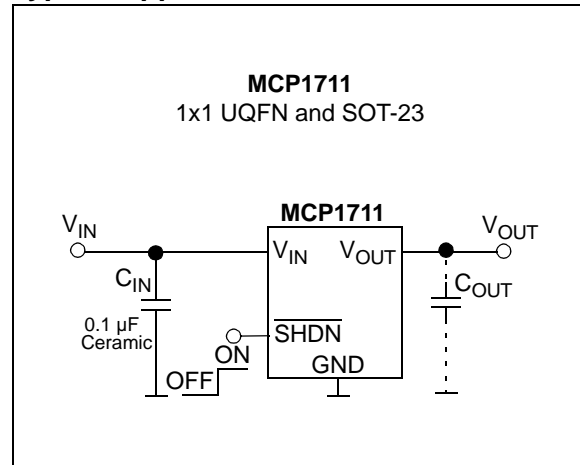 MCP1711
1x1 UQFN and SOT-23
MCP1711
VIN
VIN
VOUT
VOUT
CIN
0.1 µF
Ceramic
COUT
SHDN
ON
OFF
GND